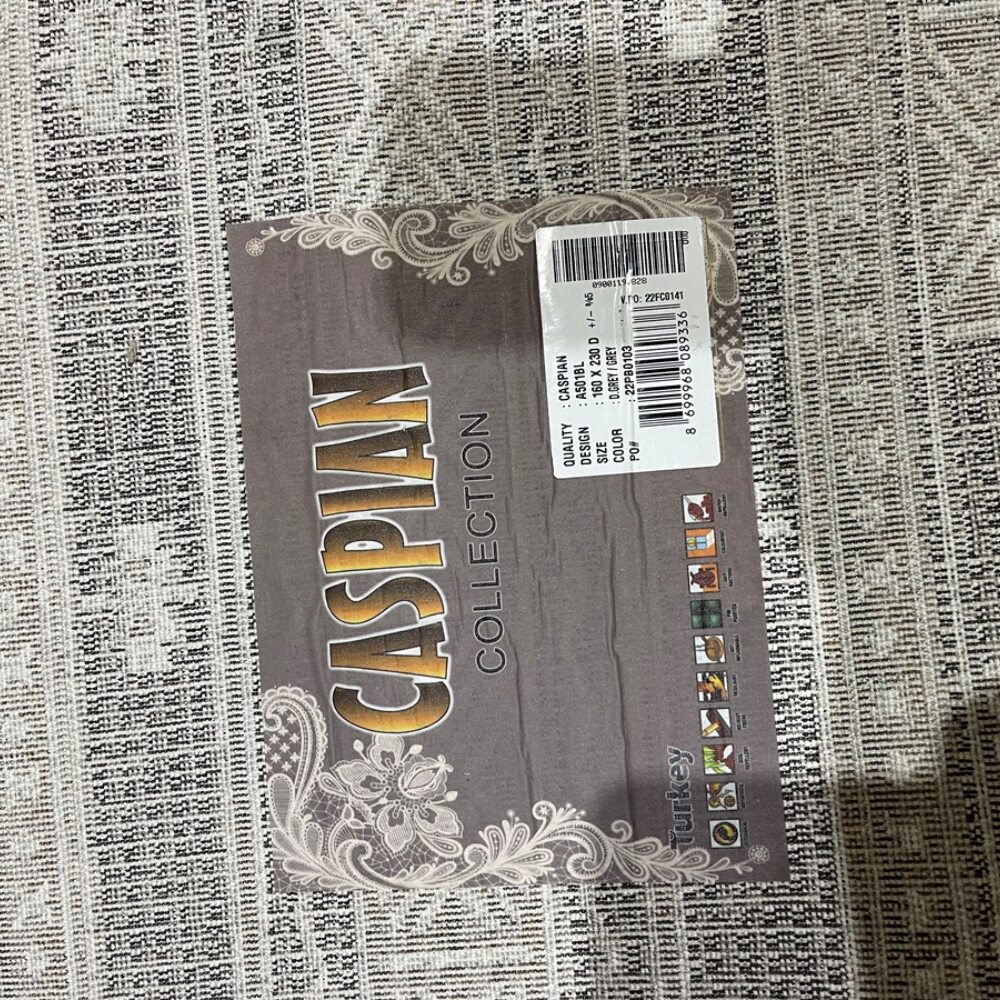 CASPIAN
COLLECTION
0900119.828
QUALITY : CASPIAN
DESIGN : A501BL
SIZE : 160 X 230 D +/- %5
COLOR : D.GREY / GREY
PO# : 22PB0103
W.PO: 22FC0141
8 699968 089336
Turkey